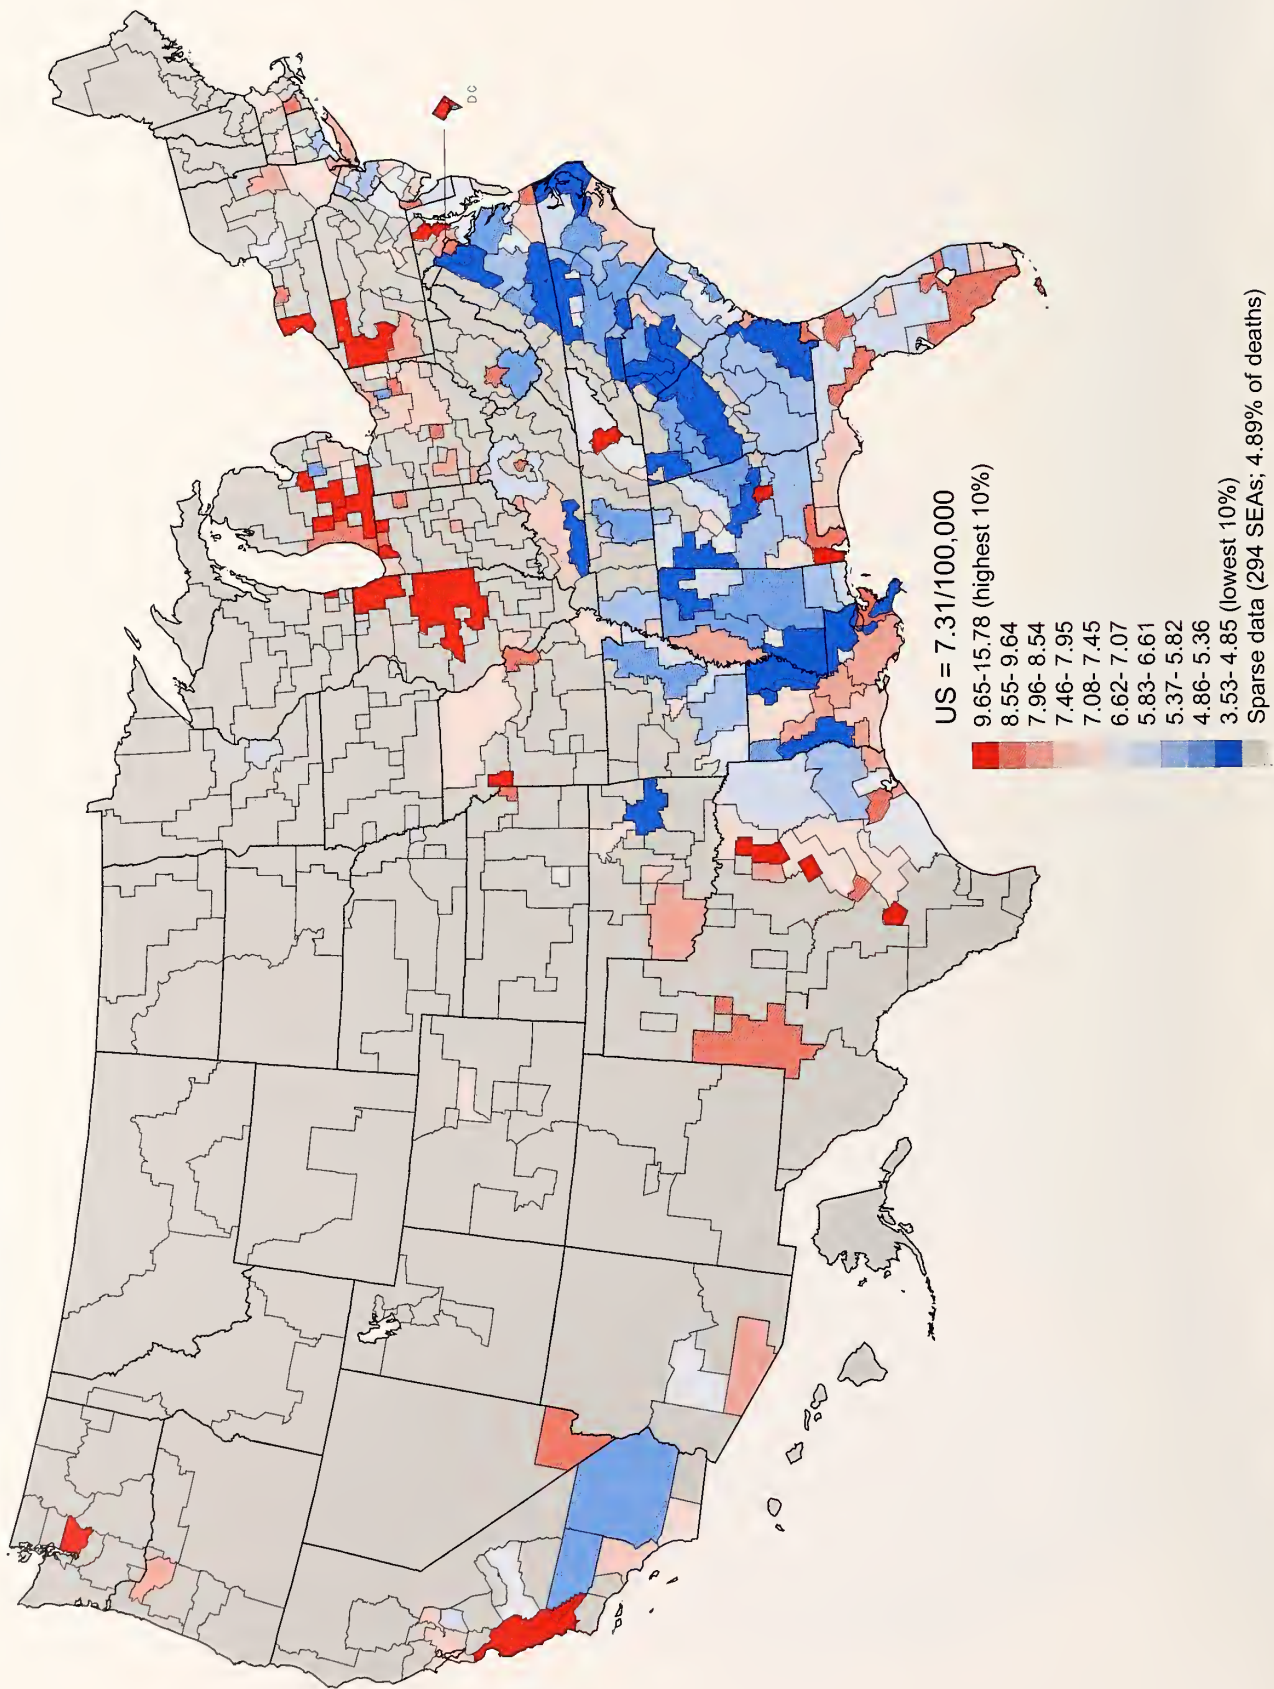 DC
US = 7.31/100,000
9.65-15.78 (highest 10%)
8.55- 9.64
7.96- 8.54
7.46- 7.95
7.08- 7.45
6.62- 7.07
5.83- 6.61
5.37- 5.82
4.86- 5.36
3.53- 4.85 (lowest 10%)
Sparse data (294 SEAs; 4.89% of deaths)